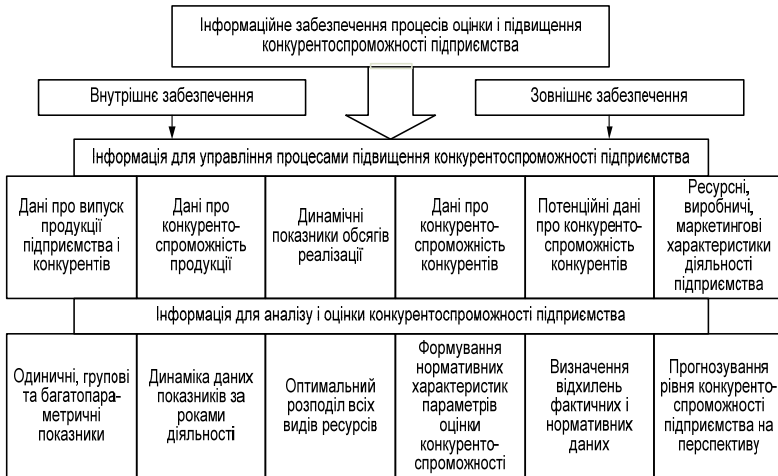 Інформаційне забезпечення процесів оцінки і підвищення
конкурентоспроможності підприємства
Внутрішнє забезпечення
Зовнішнє забезпечення
Інформація для управління процесами підвищення конкурентоспроможності підприємства
Дані про випуск
продукції
підприємства і
конкурентів
Дані про
конкуренто-
спроможність
продукції
Динамічні
показники обсягів
реалізації
Дані про
конкуренто-
спроможність
конкурентів
Потенційні дані
про конкуренто-
спроможність
конкурентів
Ресурсні,
виробничі,
маркетингові
характеристики
діяльності
підприємства
Інформація для аналізу і оцінки конкурентоспроможності підприємства
Одиничні, групові
та багатопара-
метричні
показники
Динаміка даних
показників за
роками
діяльності
Оптимальний
розподіл всіх
видів ресурсів
Формування
нормативних
характеристик
параметрів
оцінки
конкуренто-
спроможності
Визначення
відхилень
фактичних і
нормативних
даних
Прогнозування
рівня конкуренто-
спроможності
підприємства на
перспективу